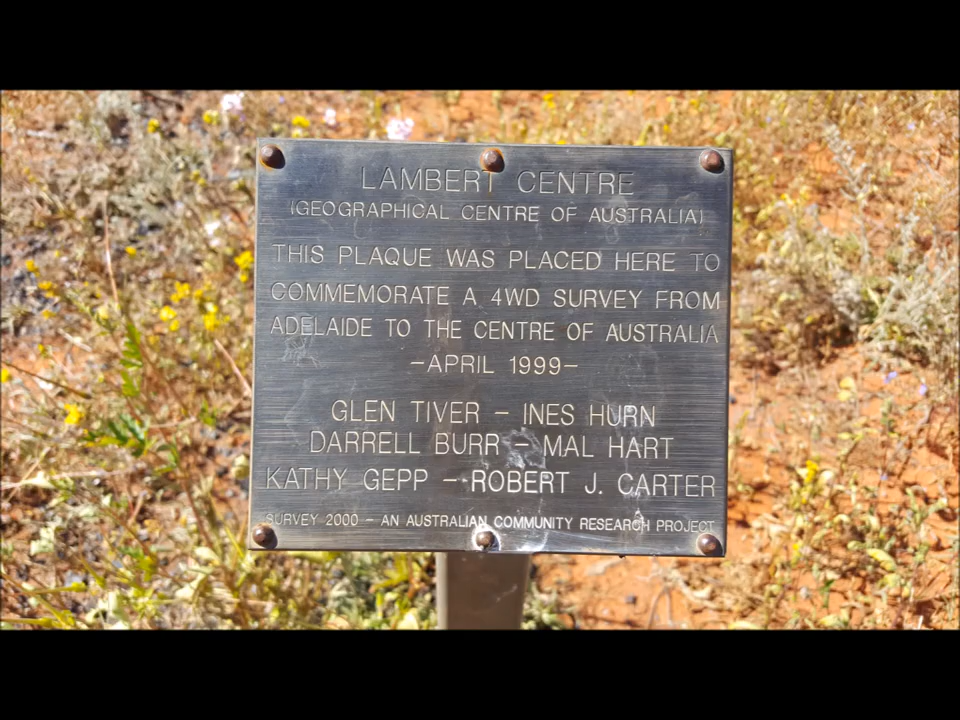 LAMBERT CENTRE
(GEOGRAPHICAL CENTRE OF AUSTRALIA)
THIS PLAQUE WAS PLACED HERE TO
COMMEMORATE A 4WD SURVEY FROM
ADELAIDE TO THE CENTRE OF AUSTRALIA
-APRIL 1999-
GLEN TIVER - INES HURN
DARRELL BURR - MAL HART
KATHY GEPP - ROBERT J. CARTER
SURVEY 2000 - AN AUSTRALIAN COMMUNITY RESEARCH PROJECT